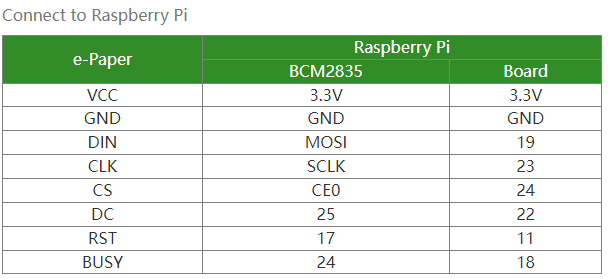 Connect to Raspberry Pi
e-Paper Raspberry Pi
BCM2835 Board
VCC 3.3V 3.3V
GND GND GND
DIN MOSI 19
CLK SCLK 23
CS CE0 24
DC 25 22
RST 17 11
BUSY 24 18